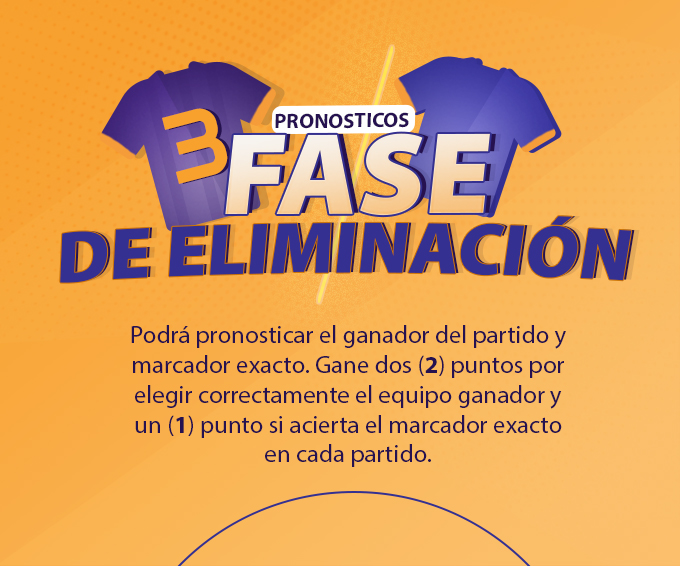 3
PRONOSTICOS
FASE
DE ELIMINACIÓN
Podrá pronosticar el ganador del partido y
marcador exacto. Gane dos (2) puntos por
elegir correctamente el equipo ganador y
un (1) punto si acierta el marcador exacto
en cada partido.